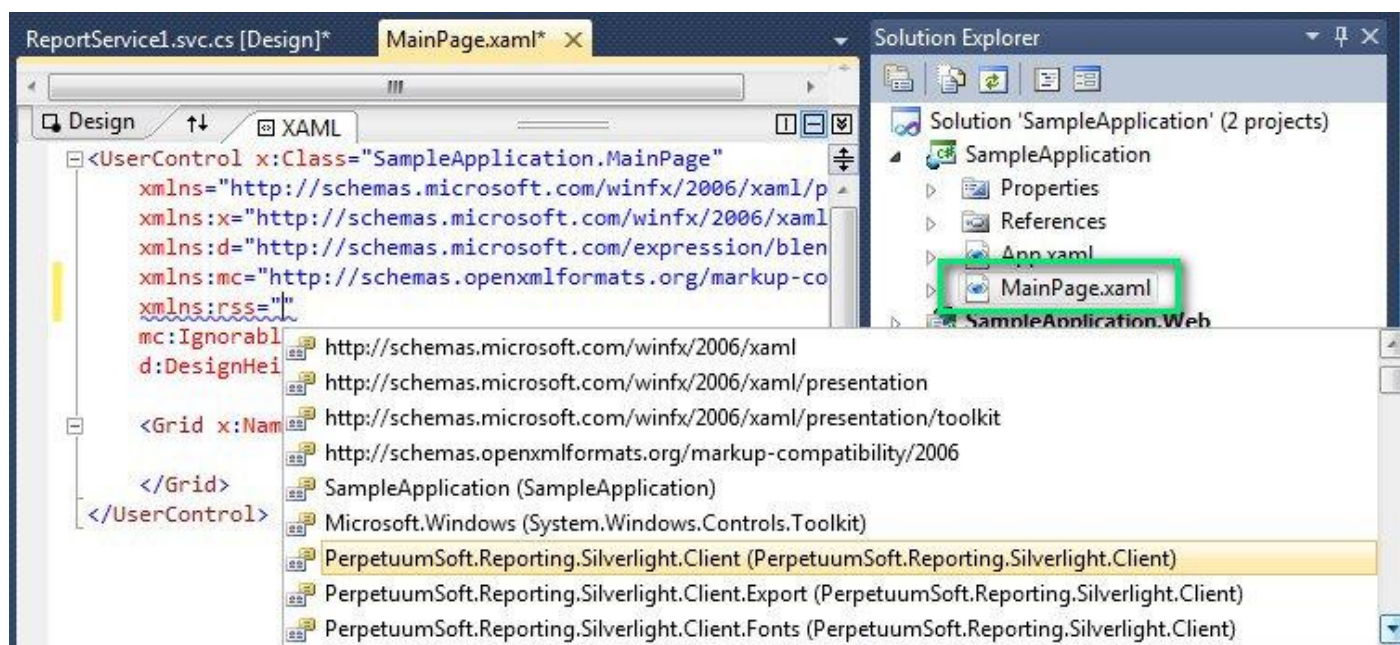 ReportService1.svc.cs [Design]*
MainPage.xaml*
Design
XAML
<UserControl x:Class="SampleApplication.MainPage"
xmlns="http://schemas.microsoft.com/winfx/2006/xaml/p
xmlns:x="http://schemas.microsoft.com/winfx/2006/xaml
xmlns:d="http://schemas.microsoft.com/expression/blen
xmlns:mc="http://schemas.openxmlformats.org/markup-co
xmlns:rss=""
mc:Ignorabl
d:DesignHei
<Grid x:Nam
</Grid>
</UserControl>
http://schemas.microsoft.com/winfx/2006/xaml
http://schemas.microsoft.com/winfx/2006/xaml/presentation
http://schemas.microsoft.com/winfx/2006/xaml/presentation/toolkit
http://schemas.openxmlformats.org/markup-compatibility/2006
SampleApplication (SampleApplication)
Microsoft.Windows (System.Windows.Controls.Toolkit)
PerpetuumSoft.Reporting.Silverlight.Client (PerpetuumSoft.Reporting.Silverlight.Client)
PerpetuumSoft.Reporting.Silverlight.Client.Export (PerpetuumSoft.Reporting.Silverlight.Client)
PerpetuumSoft.Reporting.Silverlight.Client.Fonts (PerpetuumSoft.Reporting.Silverlight.Client)
Solution Explorer
Solution 'SampleApplication' (2 projects)
SampleApplication
Properties
References
App.xaml
MainPage.xaml
SampleApplication.Web